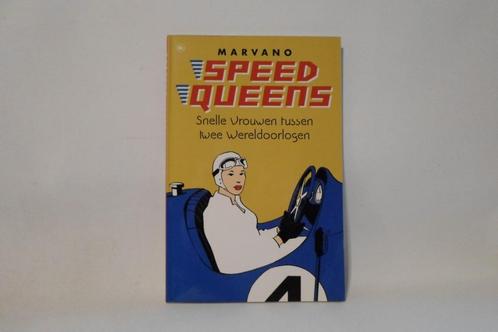 MARVANO
SPEED
QUEENS
Snelle Vrouwen tussen
twee Wereldoorlogen
4